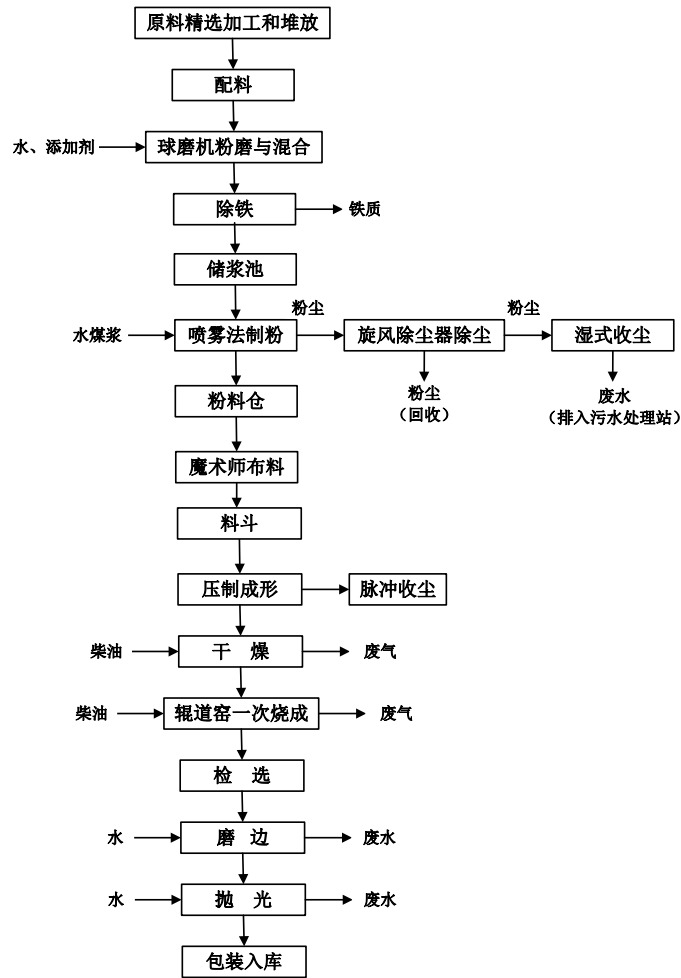 原料精选加工和堆放
配料
水、添加剂
球磨机粉磨与混合
除铁
铁质
储浆池
粉尘
粉尘
水煤浆
喷雾法制粉
旋风除尘器除尘
湿式收尘
粉料仓
粉尘
（回收）
废水
（排入污水处理站）
魔术师布料
料斗
压制成形
脉冲收尘
柴油
干 燥
废气
柴油
辊道窑一次烧成
废气
检 选
水
磨 边
废水
水
抛 光
废水
包装入库